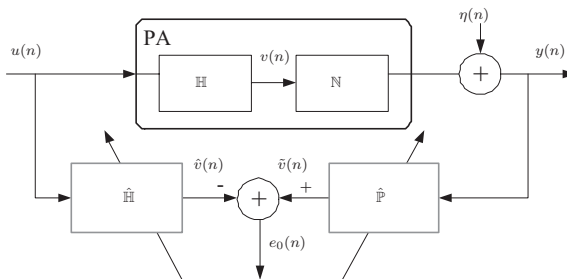 η(n)
PA
u(n)
v(n)
y(n)
ℍ
ℕ
+
v̂(n)
ṽ(n)
-
+
+
Ĥ
P̂
e₀(n)